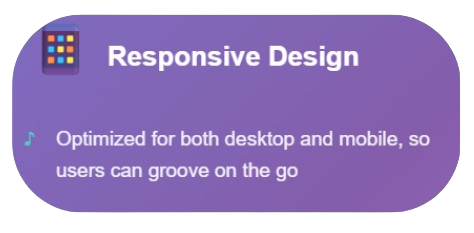 Responsive Design
♪ Optimized for both desktop and mobile, so
users can groove on the go